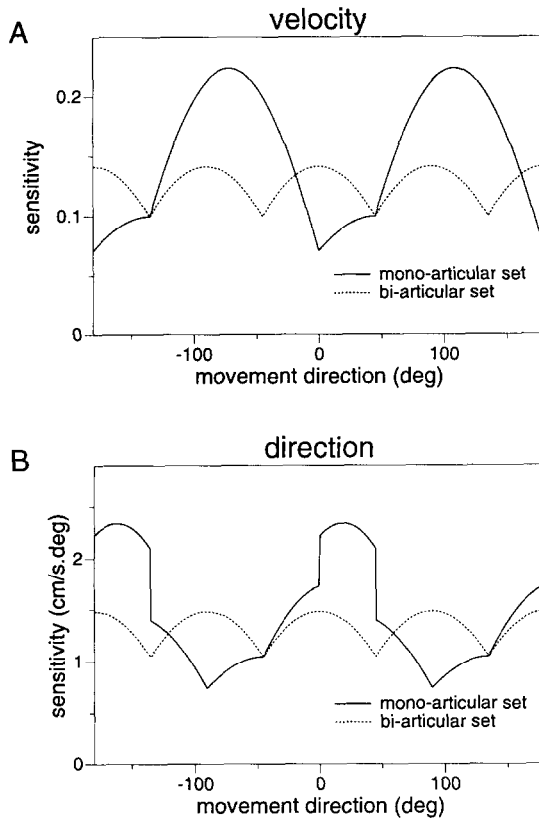 A
velocity
0.2
0.1
0
sensitivity
mono-articular set
bi-articular set
-100
0
100
movement direction (deg)
B
direction
2
1
0
sensitivity (cm/s.deg)
mono-articular set
bi-articular set
-100
0
100
movement direction (deg)